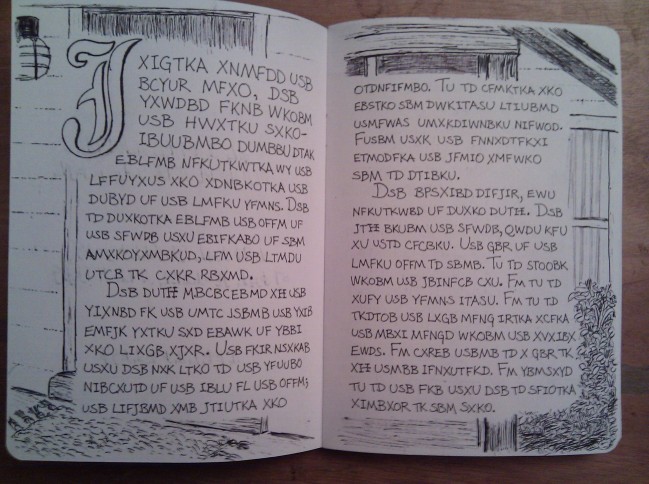 I
XIGTKA XNMFDD USB
BCYUR MFXO, DSB
YXWDBD FKNB WKOBM
USB HWXTKU SXKO-
IBUUBMBO DUMBBU DTAK
EBLFMB NFKUTKWTKA WY USB
LFFUYXUS XKO XDNBKOTKA USB
DUBYD UF USB LMFKU YFMNS. DSB
TD DUXKOTKA EBLFMB USB OFFM UF
USB SFWDB USXU EBIFKABO UF SBM
AMXKOYXMBKUD, LFM USB LTMDU
UTCB TK CXKR RBXMD.
DSB DUTII MBCBCEBMD XII USB
YIXNBD FK USB UMTC JSBMB USB YXIB
EMFJK YXTKU SXD EBAWK UF YBBI
XKO LIXGB XJXR. USB FKIR NSXKAB
USXU DSB NXK LTKO TD USB YFUUBO
NIBCXUTD UF USB IBLU FL USB OFFM;
USB LIFJBMD XMB JTIUTKA XKO
OTDNFIFMBO. TU TD CFMKTKA XKO
EBSTKO SBM DWKITASU LTIUBMD
USMFWAS UMXKDIWNBKU NIFWOD.
FUSBM USXK USB FNNXDTFKXI
ETMODFKA USB JFMIO XMFWKO
SBM TD DTIBKU.
DSB BPSXIBD DIFJIR, EWU
NFKUTKWBD UF DUXKO DUTII. DSB
JTII BKUBM USB SFWDB, QWDU KFU
XU USTD CFCBKU. USB GBR UF USB
LMFKU OFFM TD SBMB. TU TD STOOBK
WKOBM USB JBINFCB CXU. FM TU TD
XUFY USB YFMNS ITASU. FM TU TD
TKDTOB USB LXGB MFNG IRTKA XCFKA
USB MBXI MFNGD WKOBM USB XVXIBX
EWDS. FM CXREB USBMB TD X GBR TK
XII USMBB IFNXUTFKD. FM YBMSXYD
TU TD USB FKB USXU DSB TD SFIOTKA
XIMBXOR TK SBM SXKO.